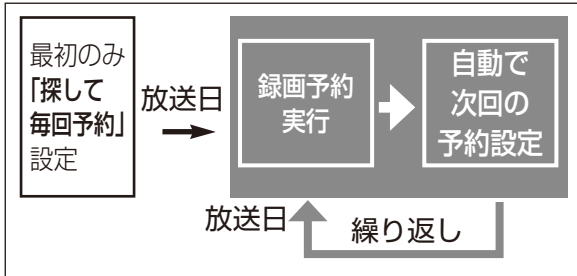 最初のみ
「探して
毎回予約」
設定
放送日
録画予約
実行
自動で
次回の
予約設定
放送日
繰り返し